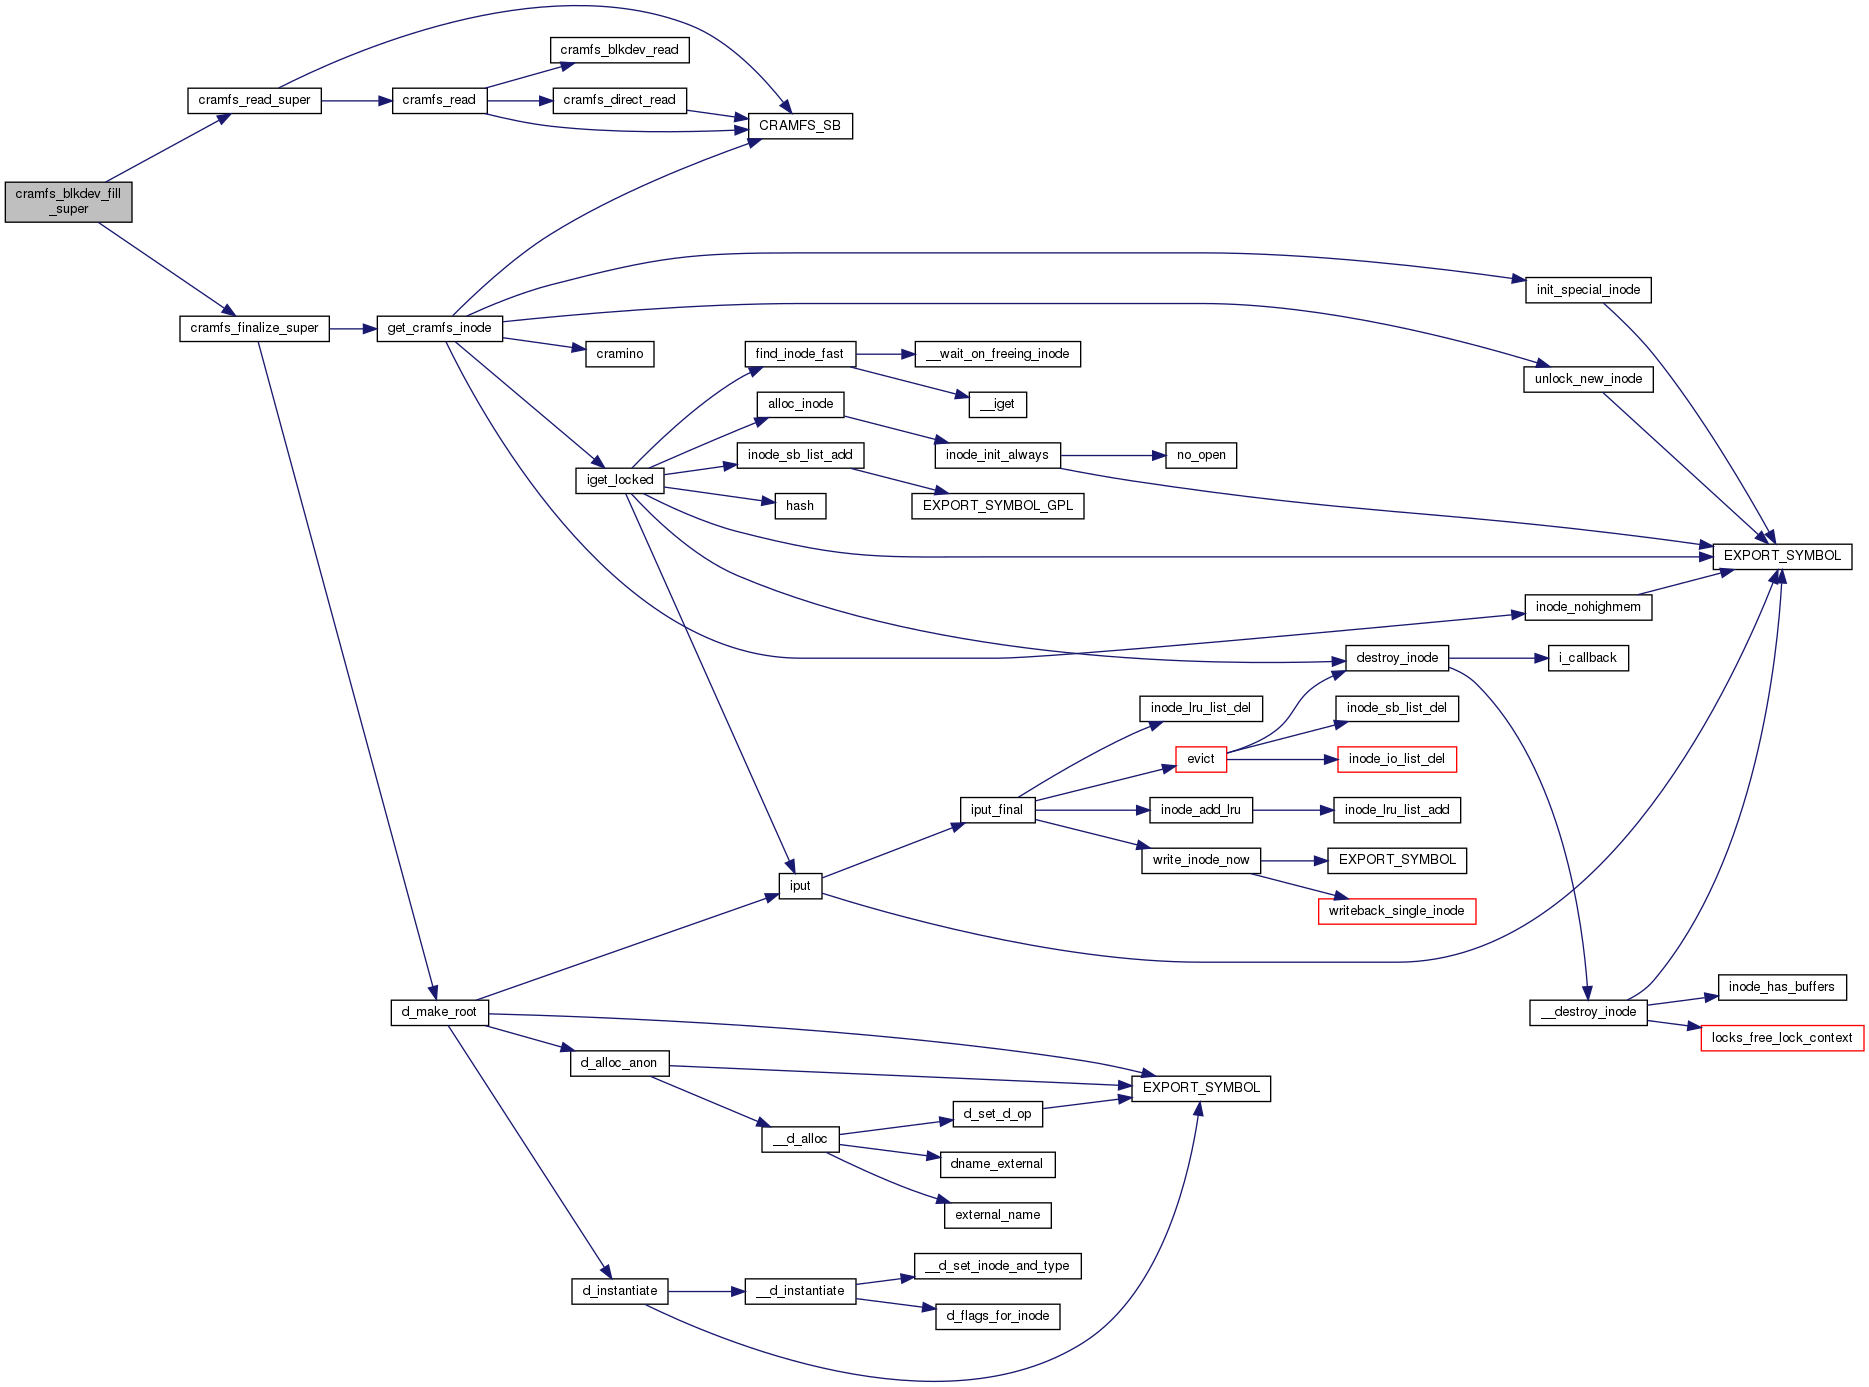 cramfs_blkdev_read
cramfs_read_super
cramfs_read
cramfs_direct_read
CRAMFS_SB
cramfs_blkdev_fill
_super
init_special_inode
cramfs_finalize_super
get_cramfs_inode
cramino
find_inode_fast
__wait_on_freeing_inode
unlock_new_inode
alloc_inode
__iget
inode_sb_list_add
inode_init_always
no_open
iget_locked
hash
EXPORT_SYMBOL_GPL
EXPORT_SYMBOL
inode_nohighmem
destroy_inode
i_callback
inode_lru_list_del
inode_sb_list_del
evict
inode_io_list_del
iput_final
inode_add_lru
inode_lru_list_add
write_inode_now
EXPORT_SYMBOL
iput
writeback_single_inode
inode_has_buffers
d_make_root
__destroy_inode
locks_free_lock_context
d_alloc_anon
EXPORT_SYMBOL
d_set_d_op
__d_alloc
dname_external
external_name
__d_set_inode_and_type
d_instantiate
__d_instantiate
d_flags_for_inode